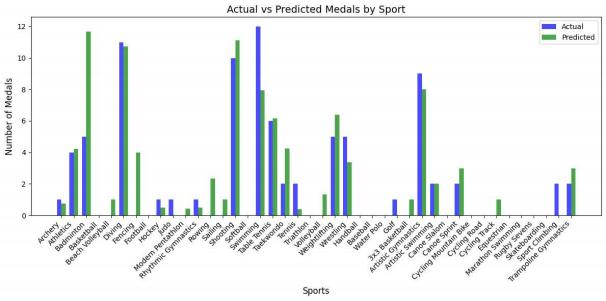 Actual vs Predicted Medals by Sport
Actual
Predicted
Number of Medals
12
10
8
6
4
2
0
Archery
Athletics
Badminton
Basketball
Beach Volleyball
Diving
Fencing
Football
Hockey
Judo
Modern Pentathlon
Rhythmic Gymnastics
Rowing
Sailing
Shooting
Softball
Swimming
Table Tennis
Taekwondo
Tennis
Triathlon
Volleyball
Weightlifting
Wrestling
Handball
Baseball
Water Polo
Golf
3x3 Basketball
Artistic Gymnastics
Artistic Swimming
Canoe Slalom
Canoe Sprint
Cycling Mountain Bike
Cycling Road
Cycling Track
Equestrian
Marathon Swimming
Rugby Sevens
Skateboarding
Sport Climbing
Trampoline Gymnastics
Sports